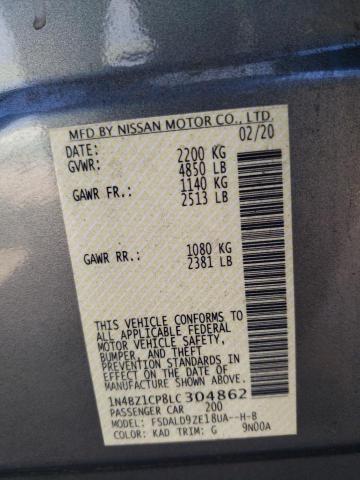 MFD BY NISSAN MOTOR CO., LTD.
DATE: 02/20
GVWR: 2200 KG
4850 LB
GAWR FR.: 1140 KG
2513 LB
GAWR RR.: 1080 KG
2381 LB
THIS VEHICLE CONFORMS TO
ALL APPLICABLE FEDERAL
MOTOR VEHICLE SAFETY,
BUMPER, AND THEFT
PREVENTION STANDARDS IN
EFFECT ON THE DATE OF
MANUFACTURE SHOWN ABOVE.
1N4BZ1CP8LC304862
PASSENGER CAR 200
MODEL: FSDALD9ZE18UA--H-B
COLOR: KAD TRIM: G 9N00A